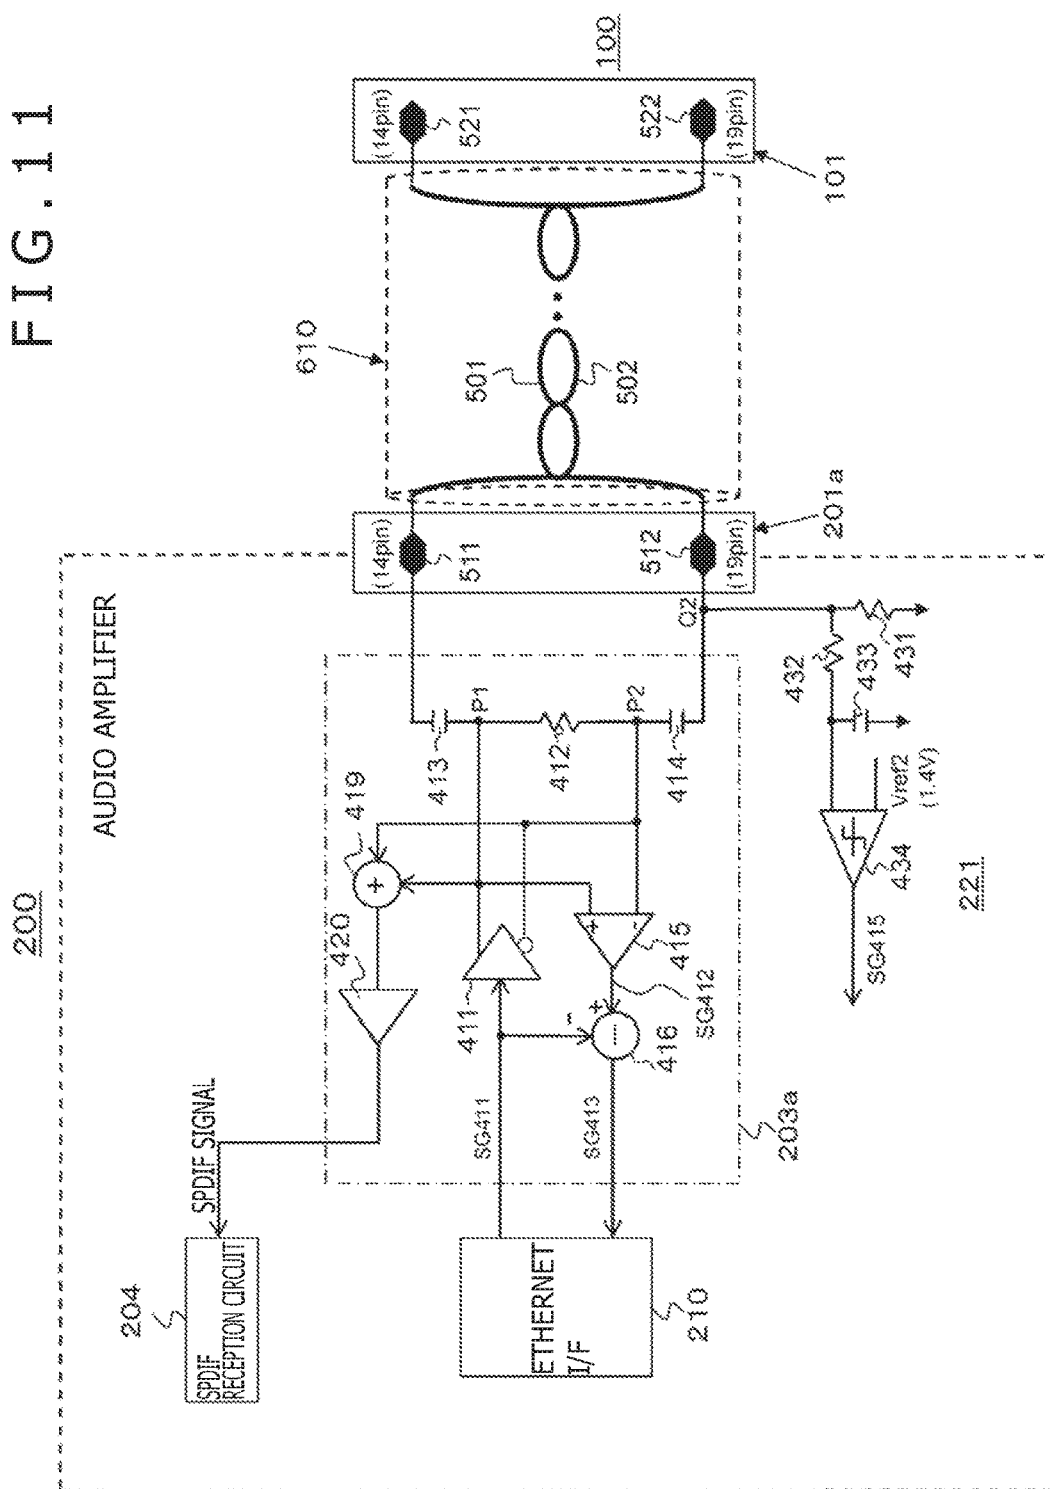 FIG.11
200
AUDIO AMPLIFIER
204
SPDIF
RECEPTION CIRCUIT
SPDIF SIGNAL
420
419
ETHERNET
I/F
210
SG411
SG413
411
-
+
−
416
SG412
+
-
415
413
P1
412
P2
414
203a
(14pin)
511
512
(19pin)
201a
Q2
432
433
431
Vref2
(1.4V)
434
SG415
221
610
501
502
(14pin)
521
522
(19pin)
101
100
+